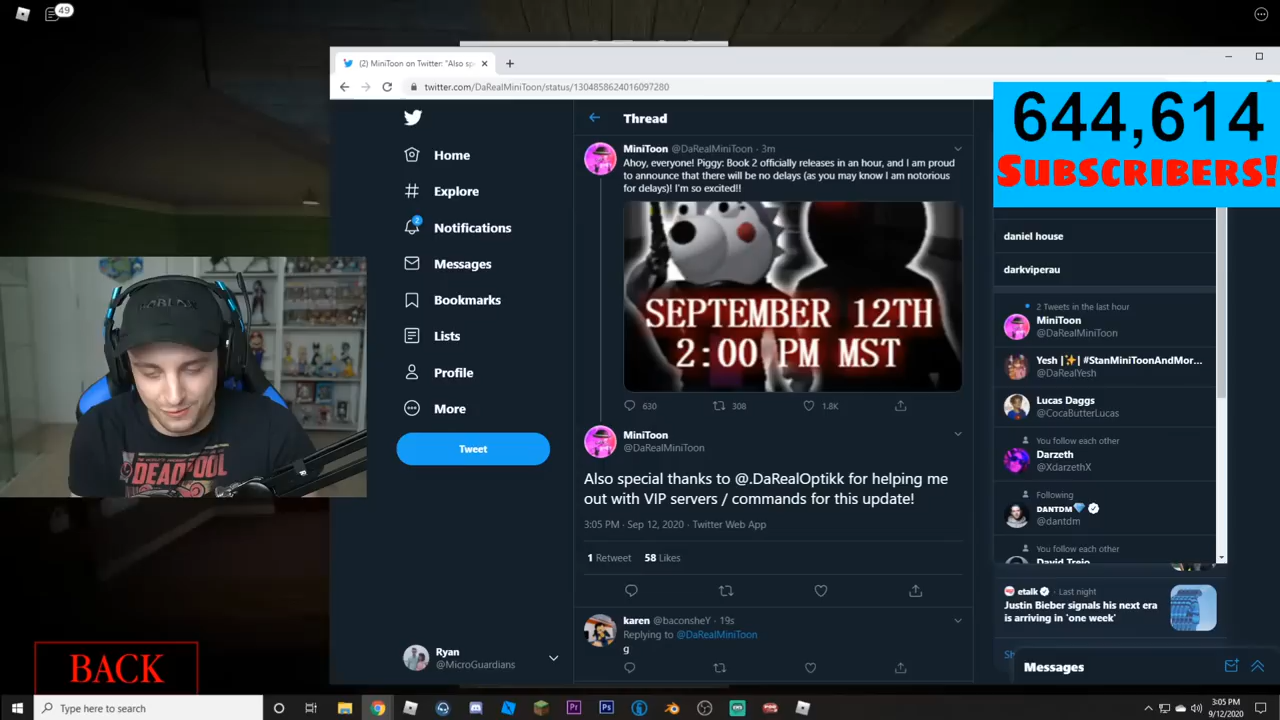 49
(2) MiniToon on Twitter: "Also sp
twitter.com/DaRealMiniToon/status/1304858624016097280
644,614
SUBSCRIBERS!
Home
Explore
2
Notifications
Messages
Bookmarks
Lists
Profile
More
Tweet
Ryan
@MicroGuardians
Thread
MiniToon @DaRealMiniToon · 3m
Ahoy, everyone! Piggy: Book 2 officially releases in an hour, and I am proud
to announce that there will be no delays (as you may know I am notorious
for delays)! I'm so excited!!
SEPTEMBER 12TH
2:00 PM MST
630
308
1.8K
MiniToon
@DaRealMiniToon
Also special thanks to @.DaRealOptikk for helping me
out with VIP servers / commands for this update!
3:05 PM · Sep 12, 2020 · Twitter Web App
1 Retweet 58 Likes
karen @baconsheY · 19s
Replying to @DaRealMiniToon
g
daniel house
darkviperau
2 Tweets in the last hour
MiniToon
@DaRealMiniToon
Yesh |✨| #StanMiniToonAndMor...
@DaRealYesh
Lucas Daggs
@CocaButterLucas
You follow each other
Darzeth
@XdarzethX
Following
DANTDM
@dantdm
You follow each other
David Trejo
etalk · Last night
Justin Bieber signals his next era
is arriving in 'one week'
Sh
Messages
DEADPOOL
BACK
Type here to search
3:05 PM
9/12/2020